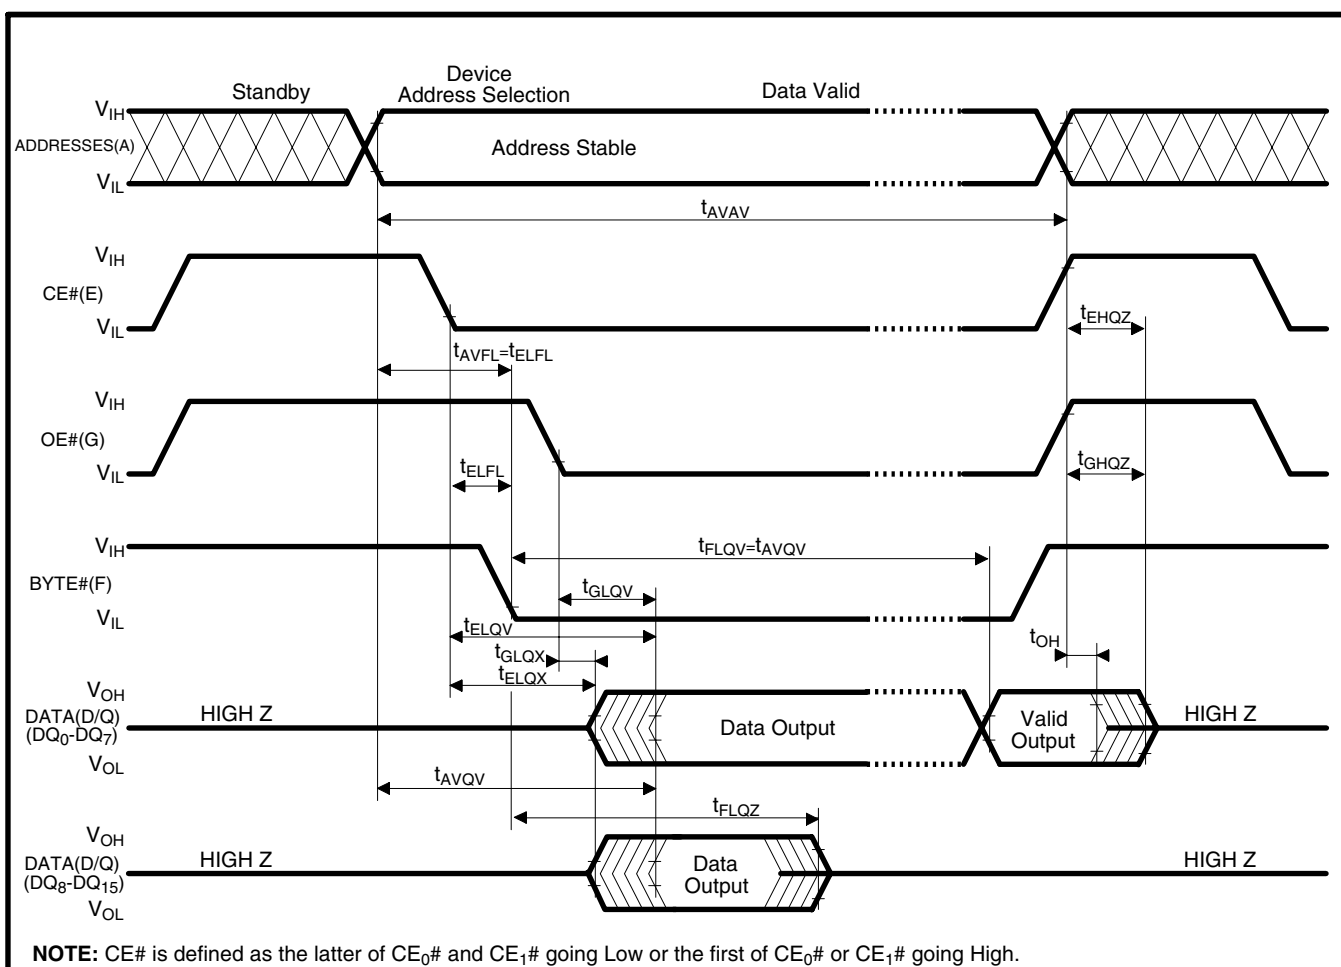 Standby
Device
Address Selection
Data Valid
VIH
ADDRESSES(A)
Address Stable
VIL
tAVAV
VIH
CE#(E)
VIL
tEHQZ
tAVFL=tELFL
VIH
OE#(G)
VIL
tELFL
tGHQZ
VIH
tFLQV=tAVQV
BYTE#(F)
tGLQV
VIL
tELQV
tOH
tGLQX
tELQX
VOH
DATA(D/Q)
(DQ0-DQ7)
HIGH Z
Data Output
Valid
Output
HIGH Z
VOL
tAVQV
tFLQZ
VOH
DATA(D/Q)
(DQ8-DQ15)
HIGH Z
Data
Output
HIGH Z
VOL
NOTE: CE# is defined as the latter of CE0# and CE1# going Low or the first of CE0# or CE1# going High.